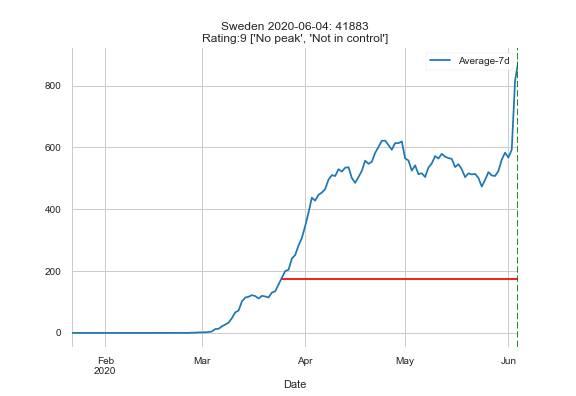 Sweden 2020-06-04: 41883
Rating:9 ['No peak', 'Not in control']
Average-7d
800
600
400
200
0
Feb Mar Apr May Jun
2020
Date